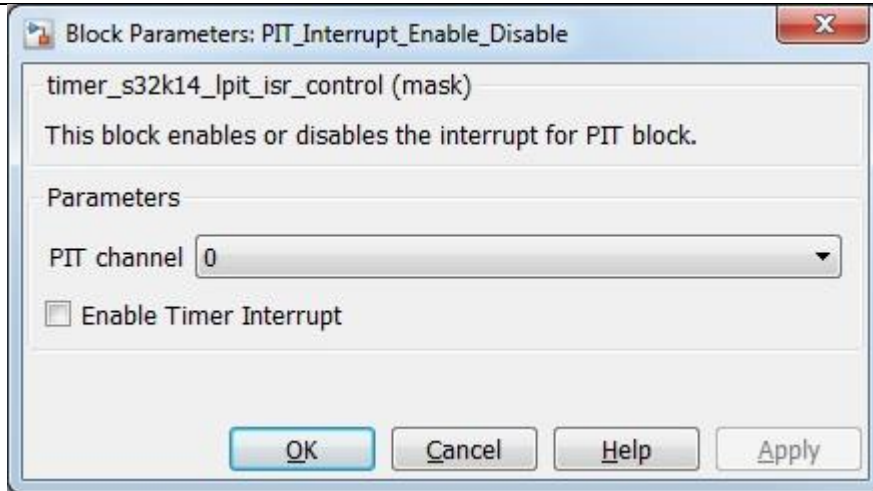 Block Parameters: PIT_Interrupt_Enable_Disable
timer_s32k14_lpit_isr_control (mask)
This block enables or disables the interrupt for PIT block.
Parameters
PIT channel 0
Enable Timer Interrupt
OK Cancel Help Apply